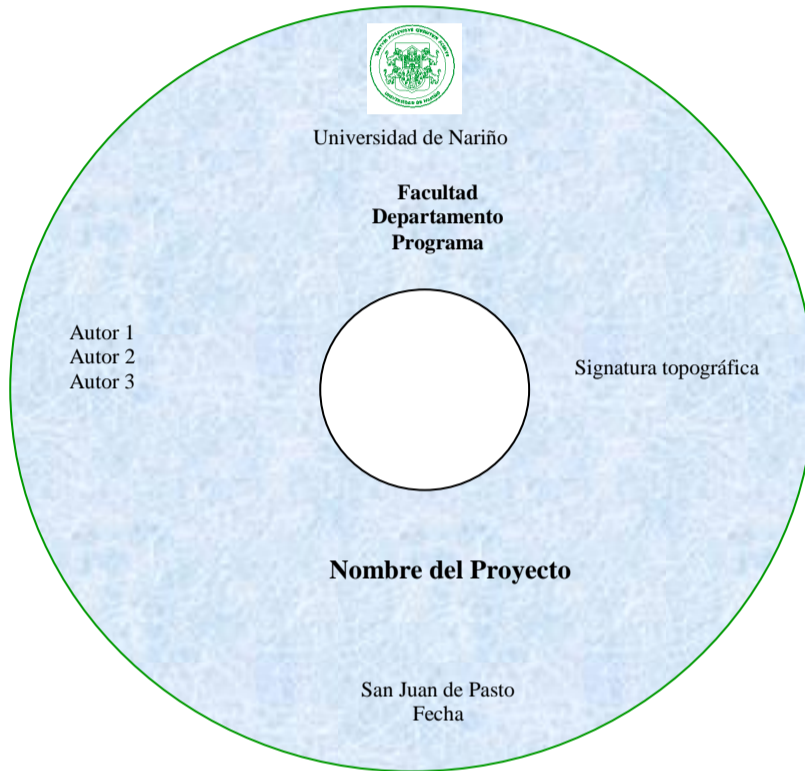 Universidad de Nariño
Facultad
Departamento
Programa
Autor 1
Autor 2
Autor 3
Signatura topográfica
Nombre del Proyecto
San Juan de Pasto
Fecha